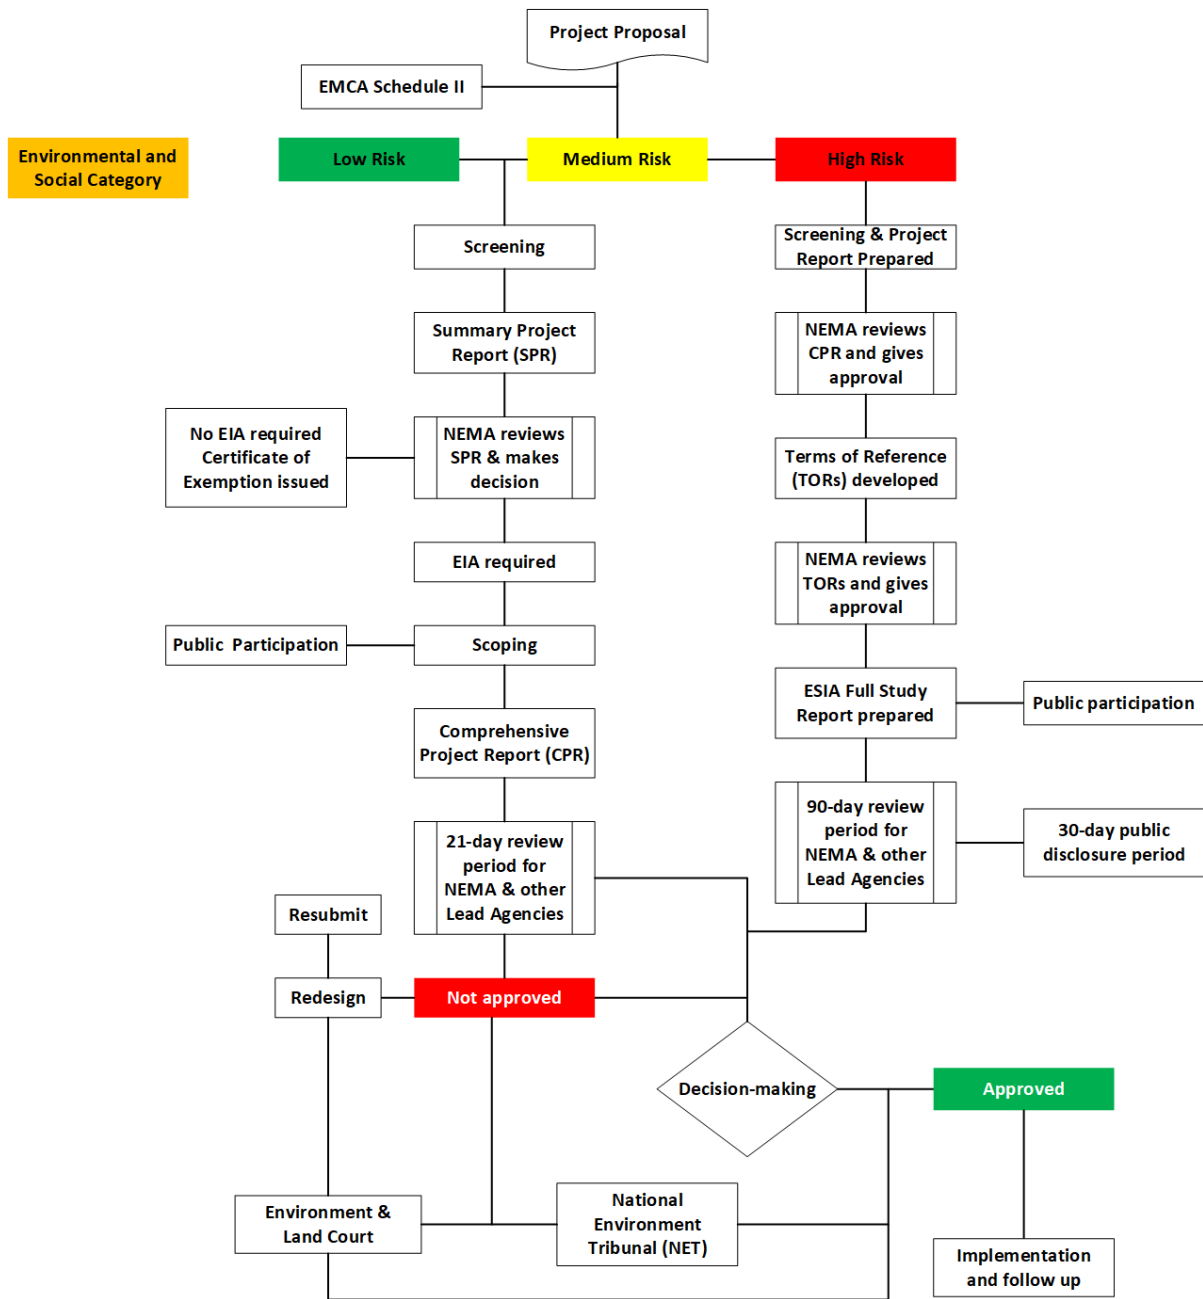 Project Proposal
EMCA Schedule II
Environmental and
Social Category
Low Risk
Medium Risk
High Risk
Screening
Screening & Project
Report Prepared
Summary Project
Report (SPR)
NEMA reviews
CPR and gives
approval
No EIA required
Certificate of
Exemption issued
NEMA reviews
SPR & makes
decision
Terms of Reference
(TORs) developed
EIA required
NEMA reviews
TORs and gives
approval
Public Participation
Scoping
ESIA Full Study
Report prepared
Public participation
Comprehensive
Project Report (CPR)
90-day review
period for
NEMA & other
Lead Agencies
30-day public
disclosure period
21-day review
period for
NEMA & other
Lead Agencies
Resubmit
Redesign
Not approved
Decision-making
Approved
Environment &
Land Court
National
Environment
Tribunal (NET)
Implementation
and follow up